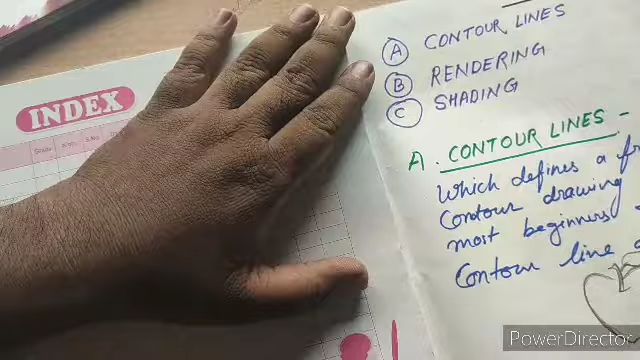 INDEX
A CONTOUR LINES
B RENDERING
C SHADING
A. CONTOUR LINES -
Which defines a
Contour drawing
most beginners
Contour line
PowerDirector